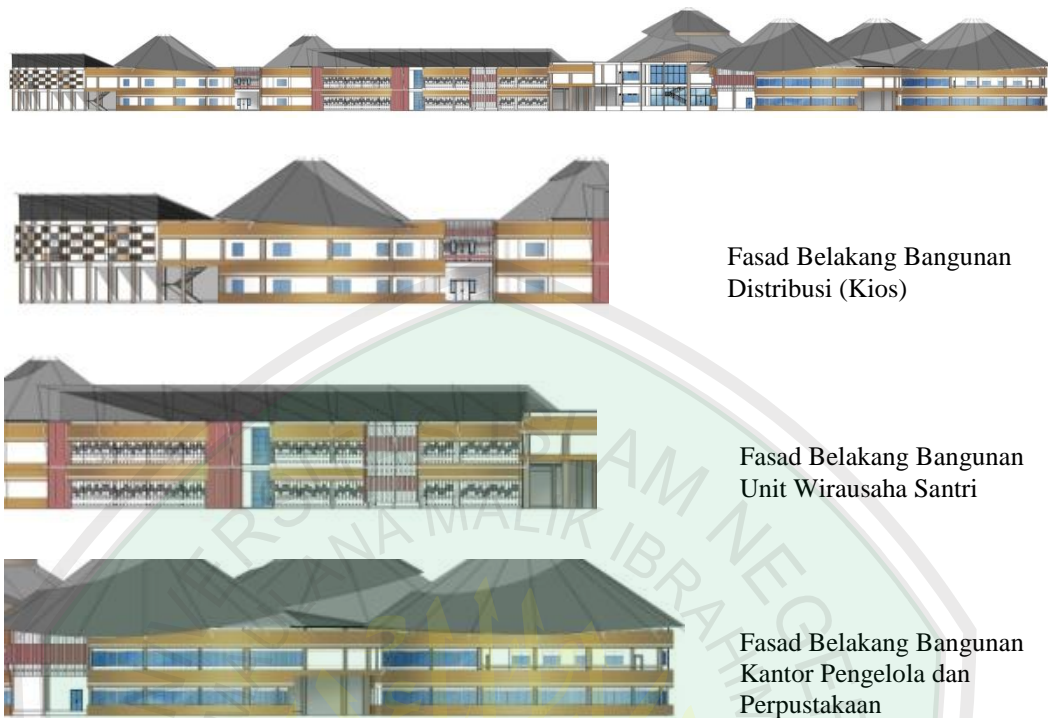 Fasad Belakang Bangunan
Distribusi (Kios)
Fasad Belakang Bangunan
Unit Wirausaha Santri
Fasad Belakang Bangunan
Kantor Pengelola dan
Perpustakaan